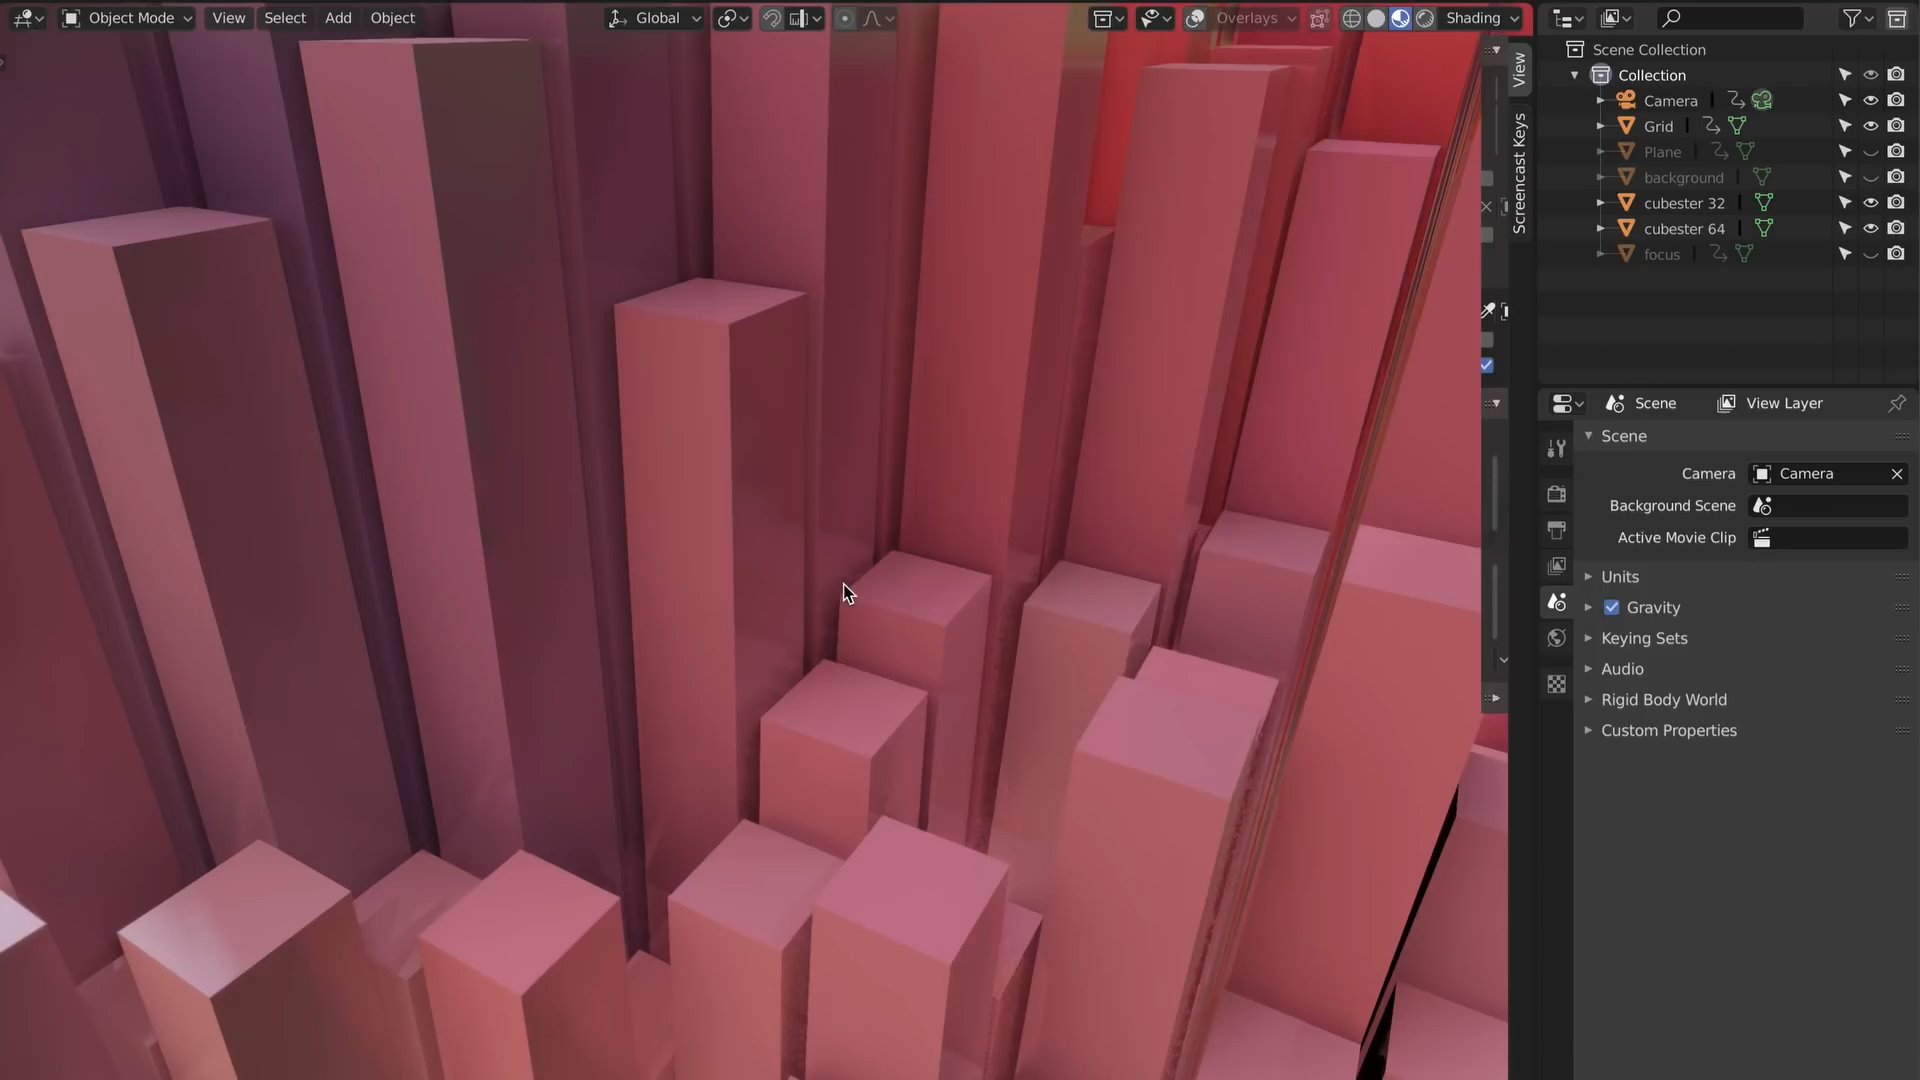 Object Mode View Select Add Object Global Overlays Shading
View
Screencast Keys
Scene Collection
Collection
Camera
Grid
Plane
background
cubester 32
cubester 64
focus
Scene View Layer
Scene
Camera Camera
Background Scene
Active Movie Clip
Units
Gravity
Keying Sets
Audio
Rigid Body World
Custom Properties